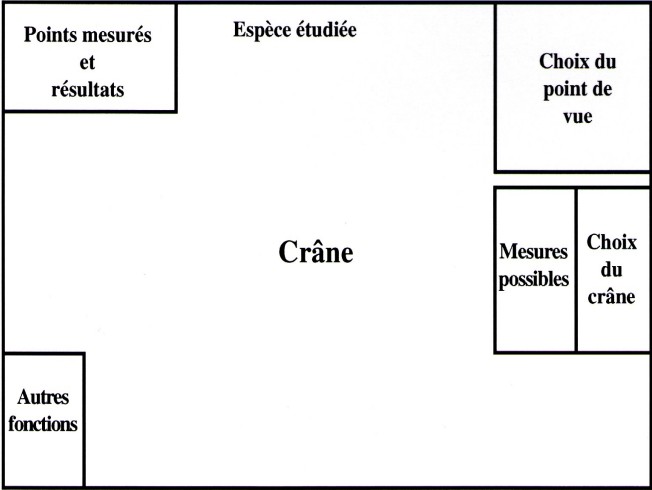 Points mesurés
et
résultats
Espèce étudiée
Choix du
point de
vue
Crâne
Mesures
possibles
Choix
du
crâne
Autres
fonctions